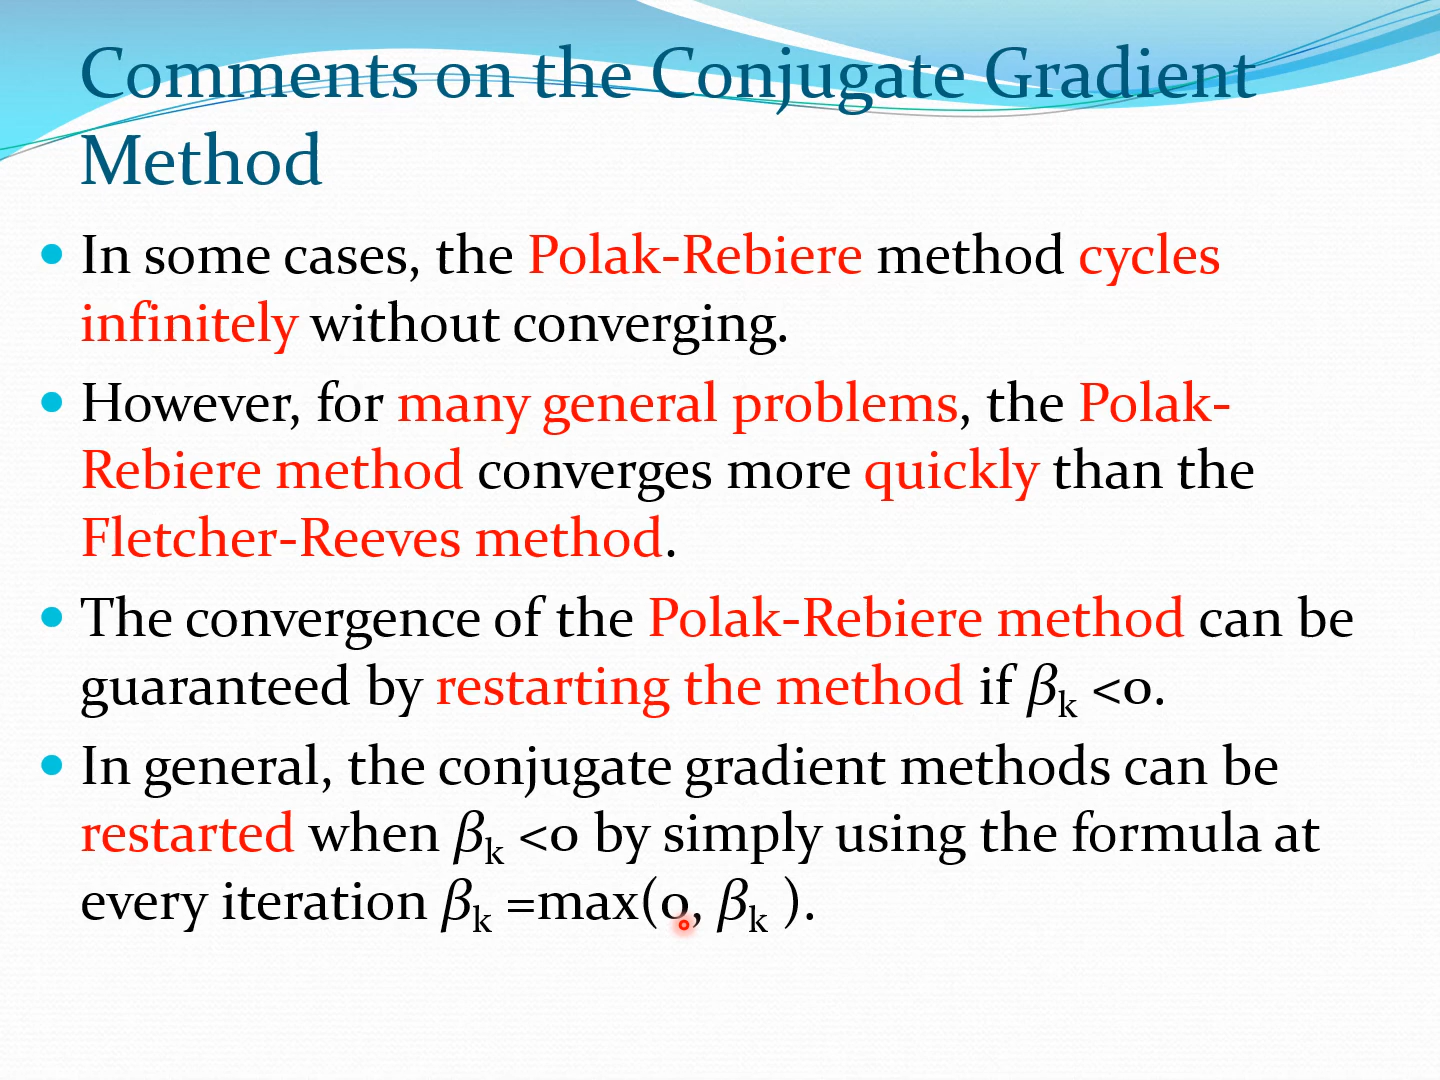 Comments on the Conjugate Gradient
Method
• In some cases, the Polak-Rebiere method cycles
infinitely without converging.
• However, for many general problems, the Polak-
Rebiere method converges more quickly than the
Fletcher-Reeves method.
• The convergence of the Polak-Rebiere method can be
guaranteed by restarting the method if βk <0.
• In general, the conjugate gradient methods can be
restarted when βk <0 by simply using the formula at
every iteration βk =max(0, βk ).